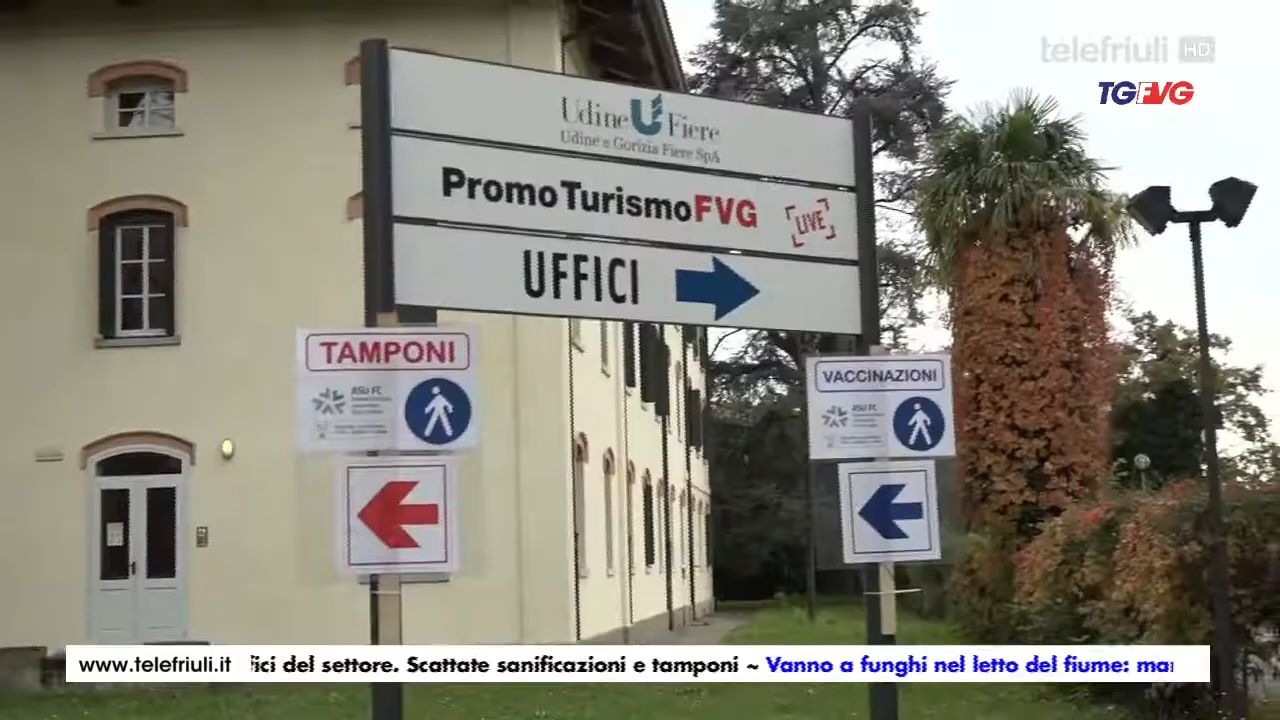 telefriuli HD
TGFVG
Udine Fiere
Udine e Gorizia Fiere SpA
PromoTurismoFVG LIVE
UFFICI
TAMPONI
ASU FC
VACCINAZIONI
ASU FC
www.telefriuli.it fici del settore. Scattate sanificazioni e tamponi ~ Vanno a funghi nel letto del fiume: ma